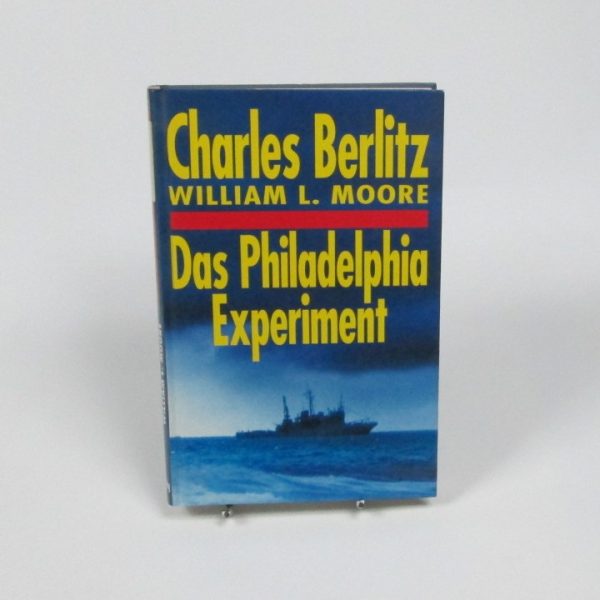 Charles Berlitz
WILLIAM L. MOORE
Das Philadelphia
Experiment